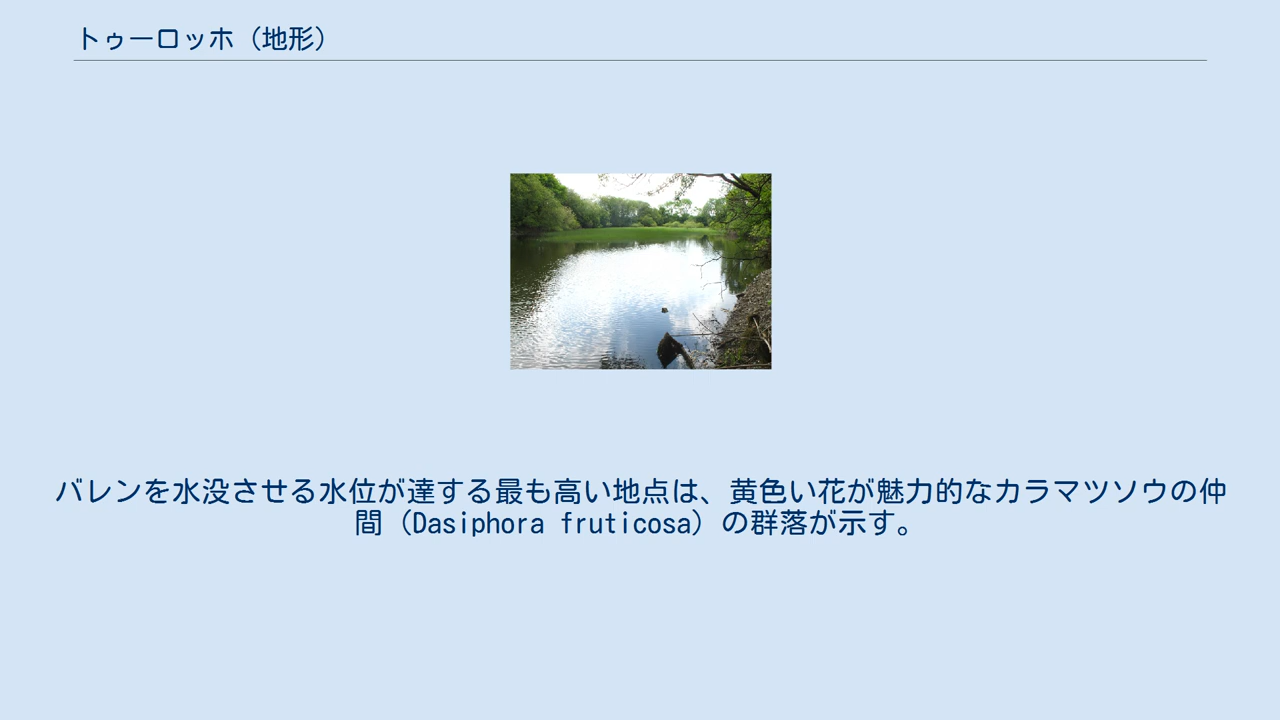 トゥーロッホ（地形）
バレンを水没させる水位が達する最も高い地点は、黄色い花が魅力的なカラマツソウの仲
間（Dasiphora fruticosa）の群落が示す。